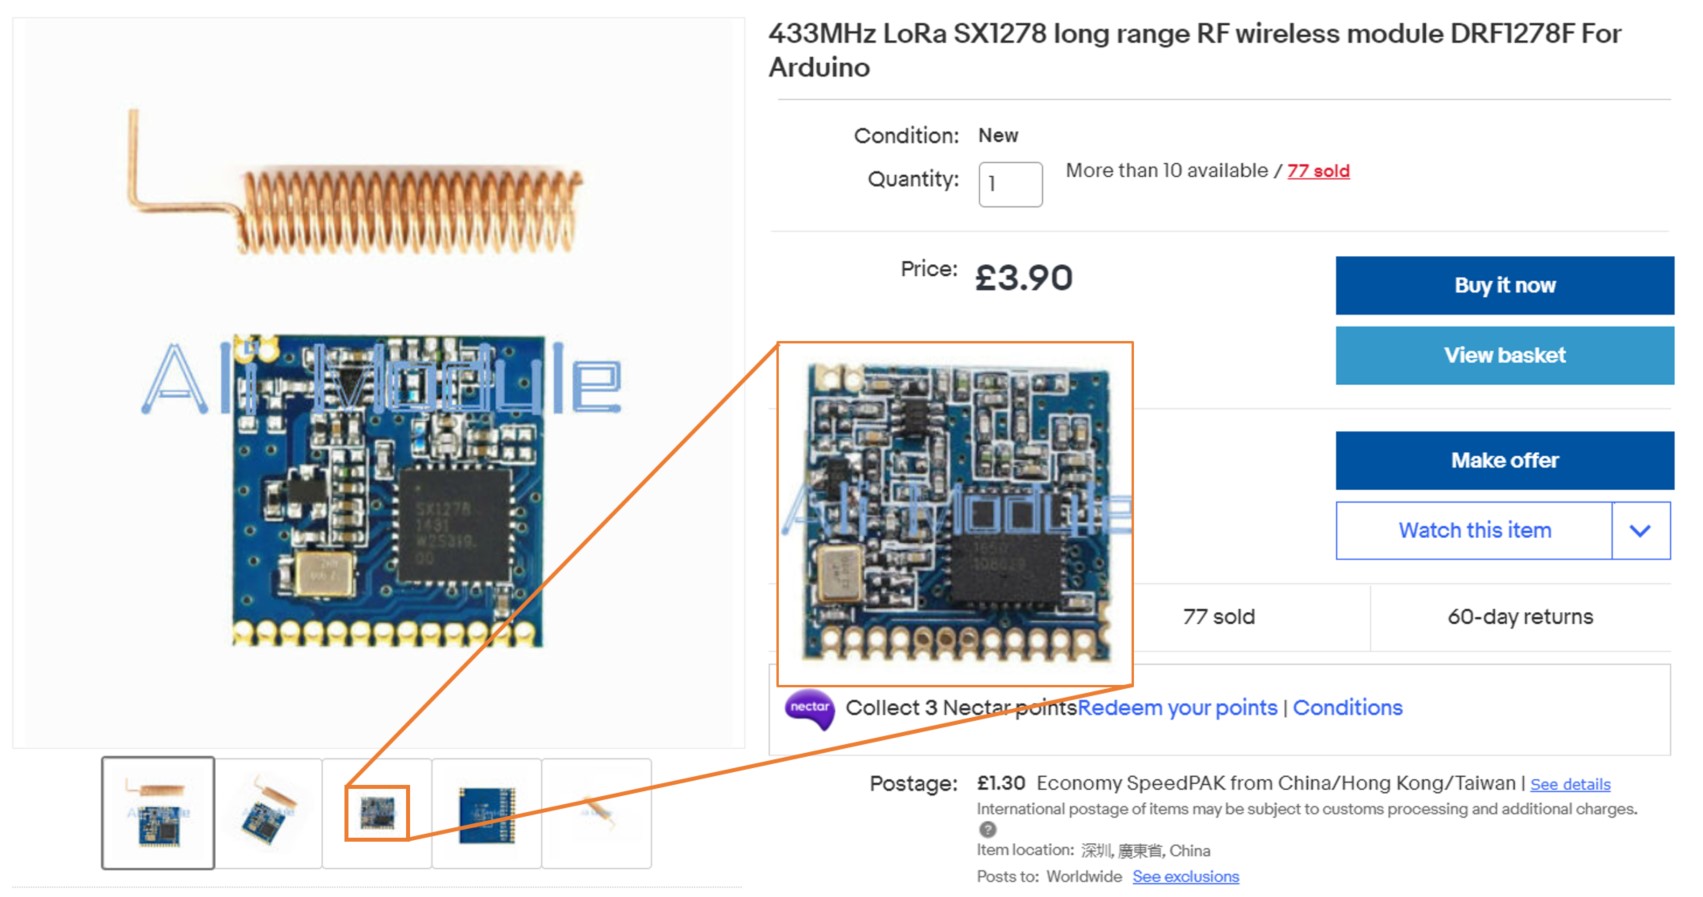 433MHz LoRa SX1278 long range RF wireless module DRF1278F For
Arduino
Condition: New
Quantity: 1 More than 10 available / 77 sold
Price: £3.90
Buy it now
View basket
Make offer
Watch this item
Ali Module
SX1278
1431
W25319.
00
Ali Module
77 sold
60-day returns
nectar Collect 3 Nectar pointsRedeem your points | Conditions
Postage: £1.30 Economy SpeedPAK from China/Hong Kong/Taiwan | See details
International postage of items may be subject to customs processing and additional charges.
?
Item location: 深圳, 廣東省, China
Posts to: Worldwide See exclusions